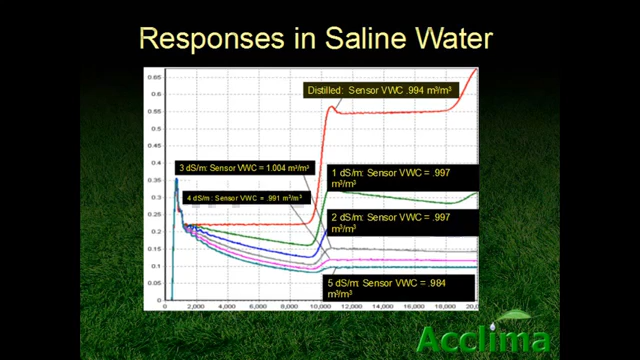 Responses in Saline Water
Distilled: Sensor VWC .994 m³/m³
3 dS/m: Sensor VWC = 1.004 m³/m³
1 dS/m: Sensor VWC = .997
m³/m³
4 dS/m: Sensor VWC = .991 m³/m³
2 dS/m: Sensor VWC = .997
m³/m³
5 dS/m: Sensor VWC = .984
m³/m³
0.65
0.6
0.55
0.5
0.45
0.4
0.35
0.3
0.25
0.2
0.15
0.1
0.05
0
0 2,000 4,000 6,000 8,000 10,000 12,000 14,000 16,000 18,000 20,0
Acclima